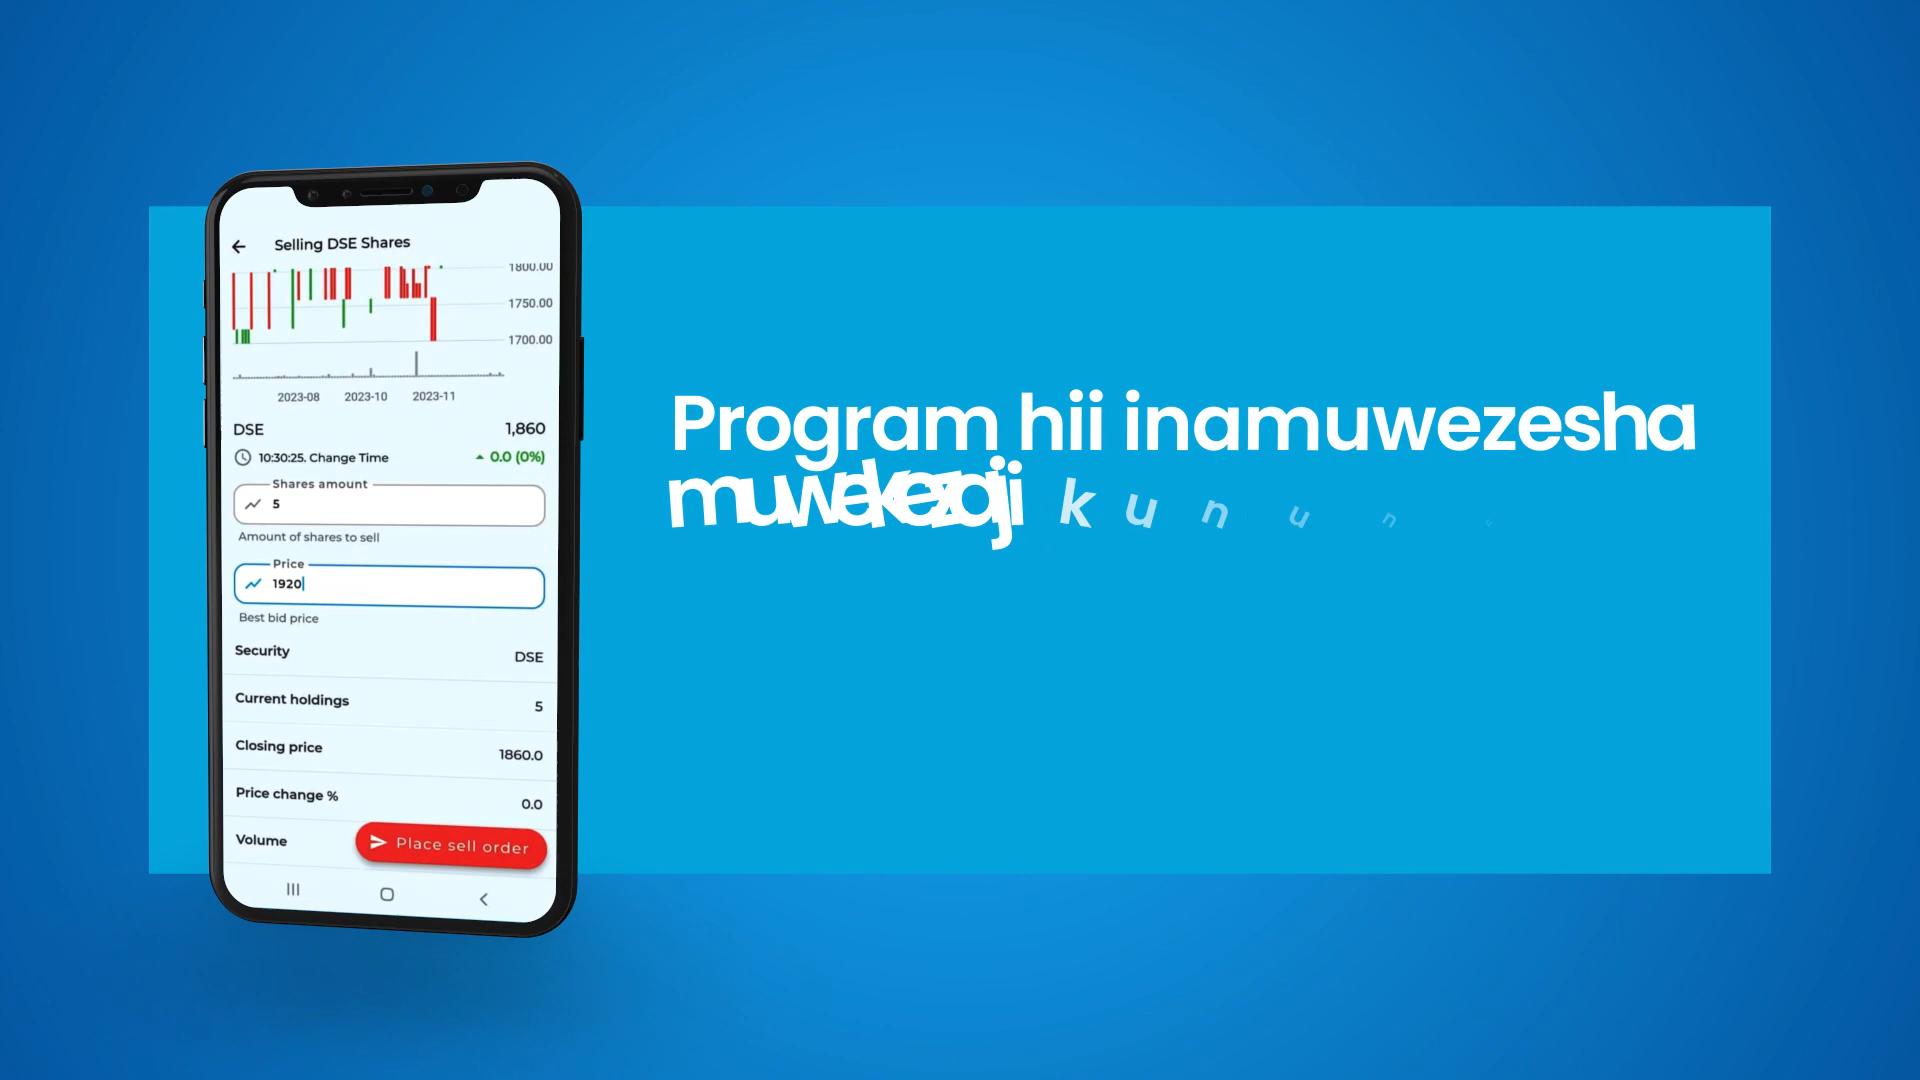 Selling DSE Shares
1800.00
1750.00
1700.00
2023-08 2023-10 2023-11
DSE 1,860
10:30:25. Change Time 0.0 (0%)
Shares amount
5
Amount of shares to sell
Price
1920
Best bid price
Security DSE
Current holdings 5
Closing price 1860.0
Price change % 0.0
Volume
Place sell order
Program hii inamuwezesha
muwekezaji kunun